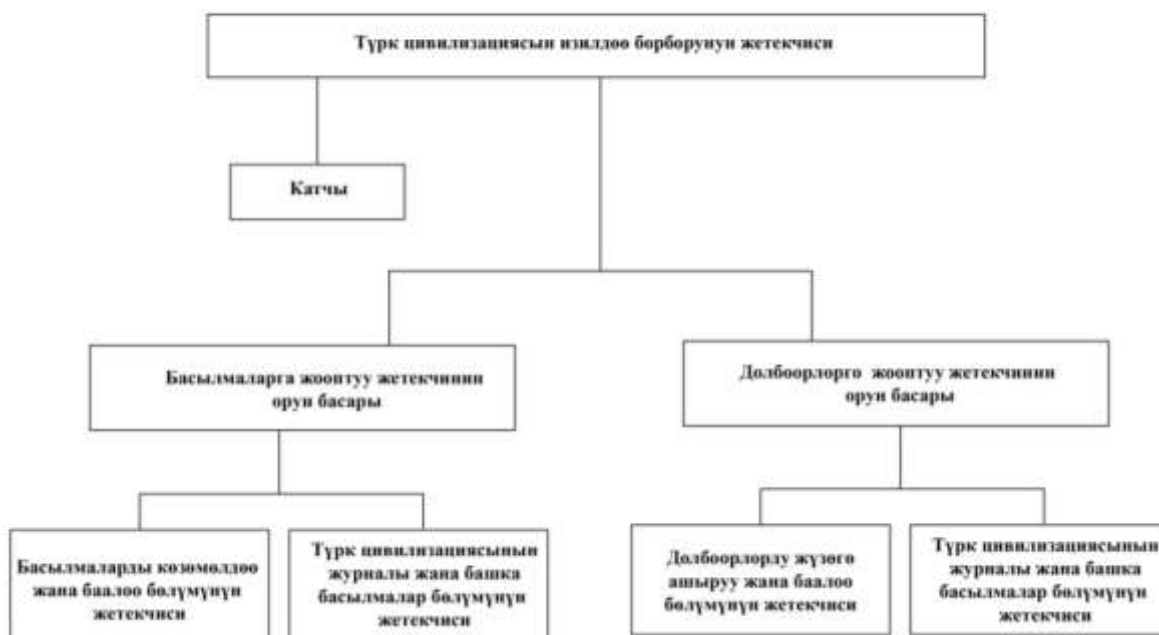 Түрк цивилизациясын изилдөө борборунун жетекчиси
Катчы
Басылмаларга жооптуу жетекчинин
орун басары
Долбоорлорго жооптуу жетекчинин
орун басары
Басылмаларды көзөмөлдөө
жана баалоо бөлүмүнүн
жетекчиси
Түрк цивилизациясынын
журналы жана башка
басылмалар бөлүмүнүн
жетекчиси
Долбоорлорду жүзөгө
ашыруу жана баалоо
бөлүмүнүн жетекчиси
Түрк цивилизациясынын
журналы жана башка
басылмалар бөлүмүнүн
жетекчиси